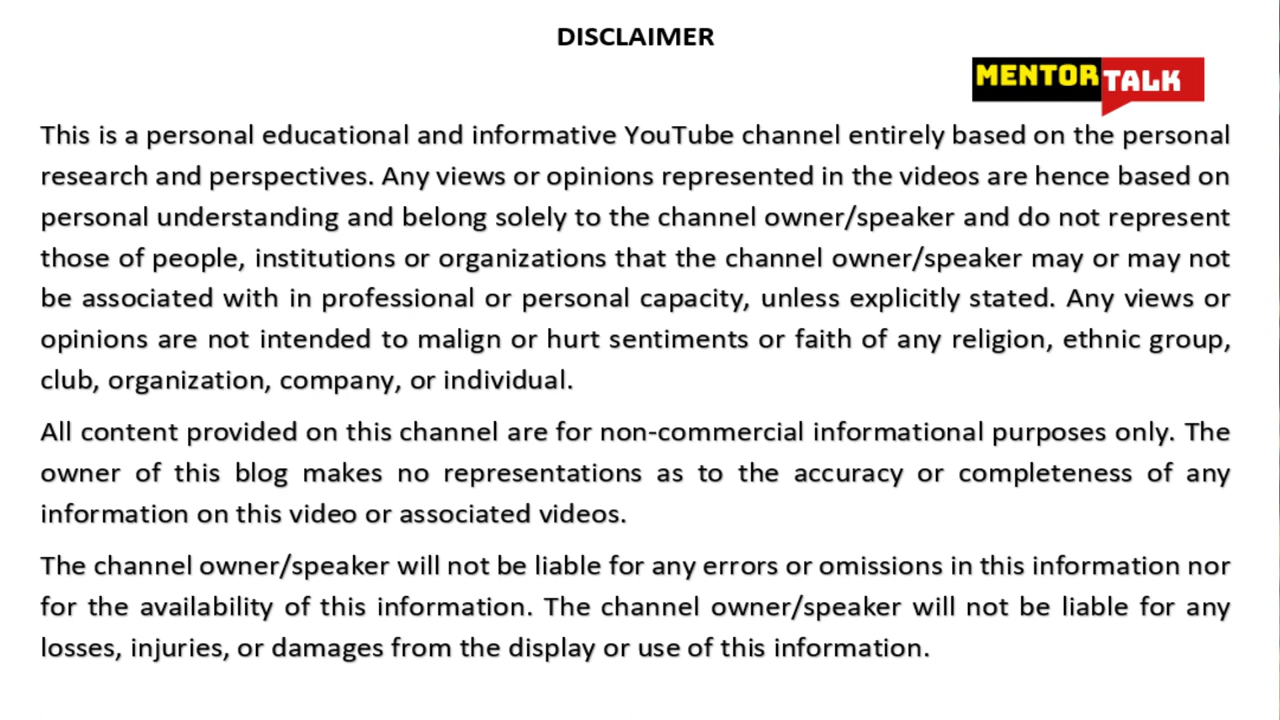 DISCLAIMER
MENTOR TALK
This is a personal educational and informative YouTube channel entirely based on the personal
research and perspectives. Any views or opinions represented in the videos are hence based on
personal understanding and belong solely to the channel owner/speaker and do not represent
those of people, institutions or organizations that the channel owner/speaker may or may not
be associated with in professional or personal capacity, unless explicitly stated. Any views or
opinions are not intended to malign or hurt sentiments or faith of any religion, ethnic group,
club, organization, company, or individual.
All content provided on this channel are for non-commercial informational purposes only. The
owner of this blog makes no representations as to the accuracy or completeness of any
information on this video or associated videos.
The channel owner/speaker will not be liable for any errors or omissions in this information nor
for the availability of this information. The channel owner/speaker will not be liable for any
losses, injuries, or damages from the display or use of this information.